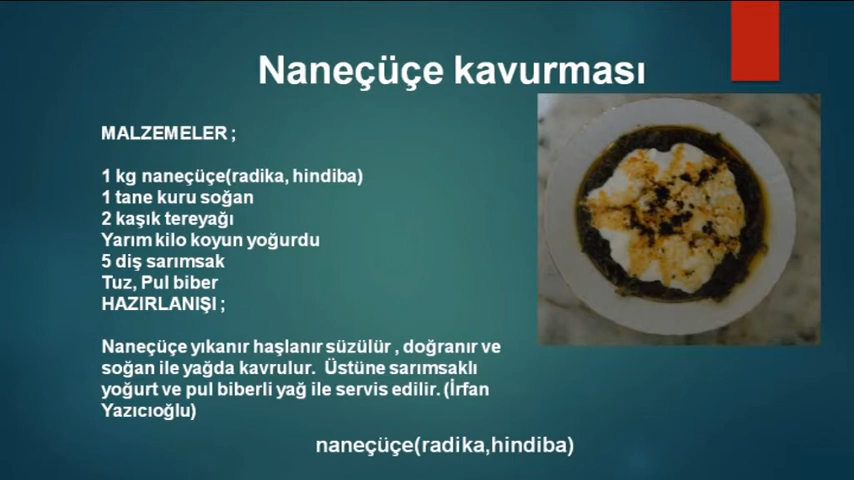 Naneçüçe kavurması
MALZEMELER ;
1 kg naneçüçe(radika, hindiba)
1 tane kuru soğan
2 kaşık tereyağı
Yarım kilo koyun yoğurdu
5 diş sarımsak
Tuz, Pul biber
HAZIRLANIŞI ;
Naneçüçe yıkanır haşlanır süzülür , doğranır ve
soğan ile yağda kavrulur. Üstüne sarımsaklı
yoğurt ve pul biberli yağ ile servis edilir. (İrfan
Yazıcıoğlu)
naneçüçe(radika,hindiba)